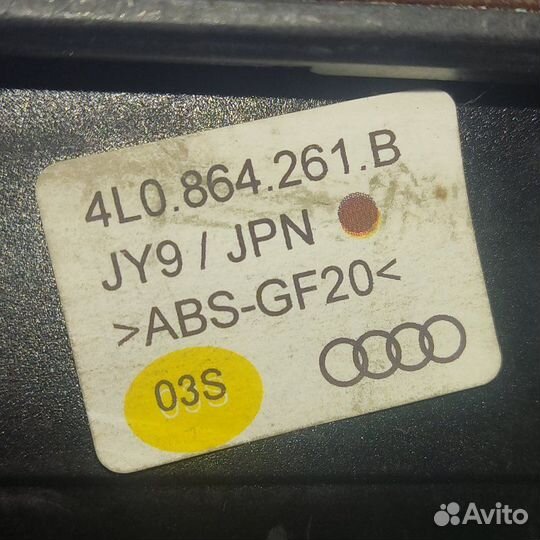 4L0.864.261.B
JY9 / JPN
>ABS-GF20<
03S
Avito